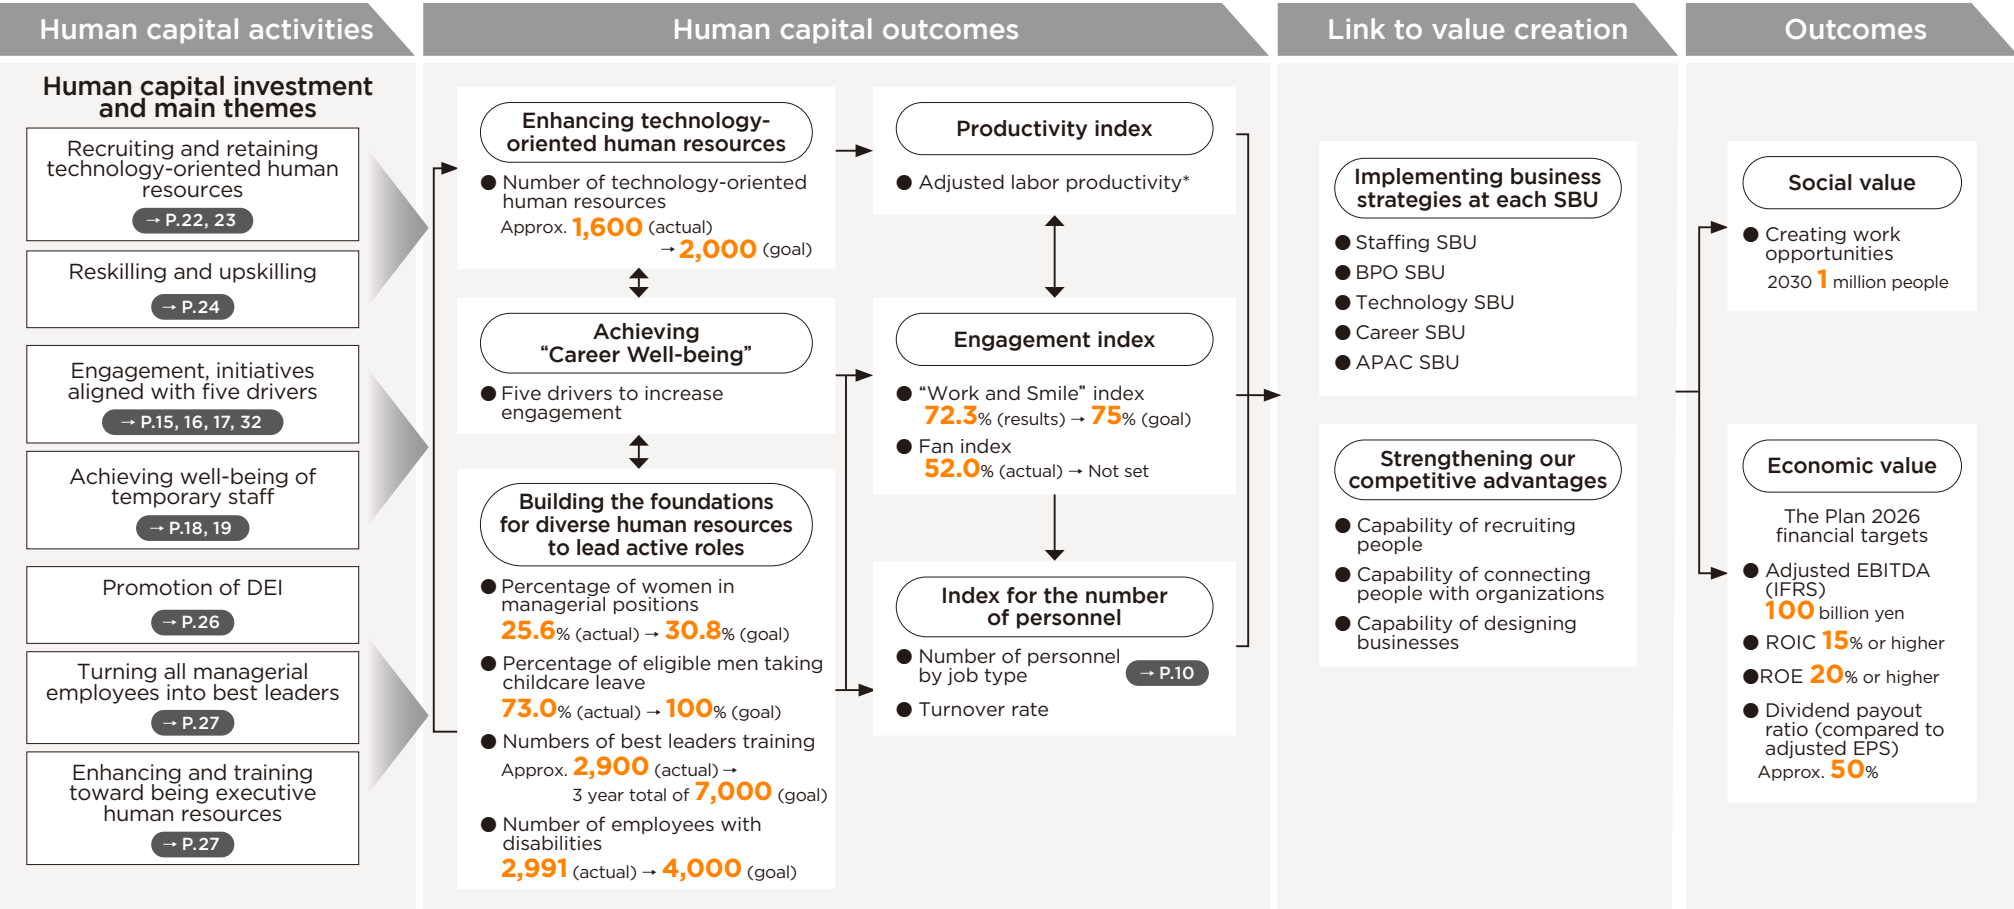 Human capital activities
Human capital investment
and main themes
Recruiting and retaining
technology-oriented human
resources
→ P.22, 23
Reskilling and upskilling
→ P.24
Engagement, initiatives
aligned with five drivers
→ P.15, 16, 17, 32
Achieving well-being of
temporary staff
→ P.18, 19
Promotion of DEI
→ P.26
Turning all managerial
employees into best leaders
→ P.27
Enhancing and training
toward being executive
human resources
→ P.27
Human capital outcomes
Enhancing technology-
oriented human resources
● Number of technology-oriented
human resources
Approx. 1,600 (actual)
→ 2,000 (goal)
Achieving
“Career Well-being”
● Five drivers to increase
engagement
Building the foundations
for diverse human resources
to lead active roles
● Percentage of women in
managerial positions
25.6% (actual) → 30.8% (goal)
● Percentage of eligible men taking
childcare leave
73.0% (actual) → 100% (goal)
● Numbers of best leaders training
Approx. 2,900 (actual) →
3 year total of 7,000 (goal)
● Number of employees with
disabilities
2,991 (actual) → 4,000 (goal)
Productivity index
● Adjusted labor productivity*
Engagement index
● “Work and Smile” index
72.3% (results) → 75% (goal)
● Fan index
52.0% (actual) → Not set
Index for the number
of personnel
● Number of personnel
by job type
→ P.10
● Turnover rate
Link to value creation
Implementing business
strategies at each SBU
● Staffing SBU
● BPO SBU
● Technology SBU
● Career SBU
● APAC SBU
Strengthening our
competitive advantages
● Capability of recruiting
people
● Capability of connecting
people with organizations
● Capability of designing
businesses
Outcomes
Social value
● Creating work
opportunities
2030 1 million people
Economic value
The Plan 2026
financial targets
● Adjusted EBITDA
(IFRS)
100 billion yen
● ROIC 15% or higher
●ROE 20% or higher
● Dividend payout
ratio (compared to
adjusted EPS)
Approx. 50%